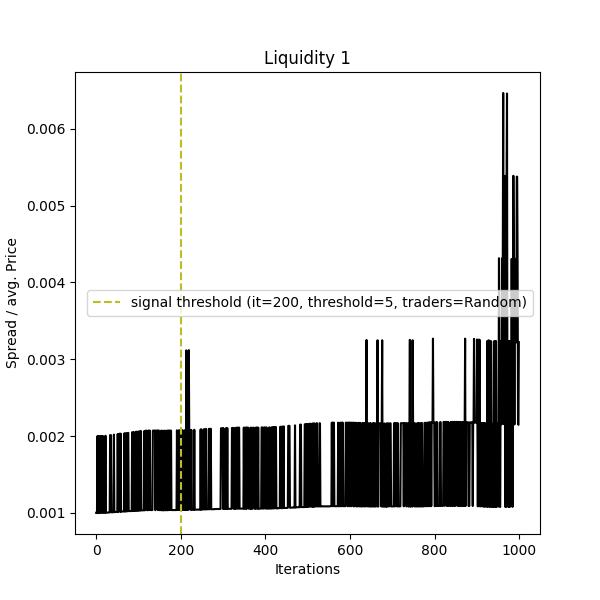 Liquidity 1
0.006
0.005
0.004
0.003
0.002
0.001
Spread / avg. Price
signal threshold (it=200, threshold=5, traders=Random)
0 200 400 600 800 1000
Iterations